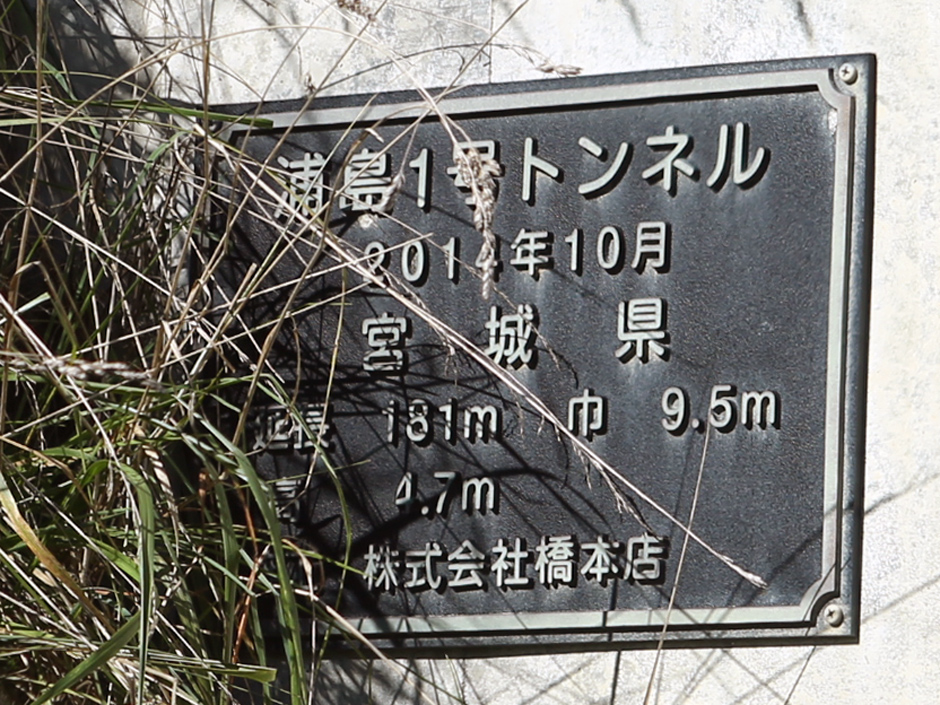 浦島1号トンネル
2014年10月
宮城県
延長 181m 巾 9.5m
高 4.7m
株式会社橋本店